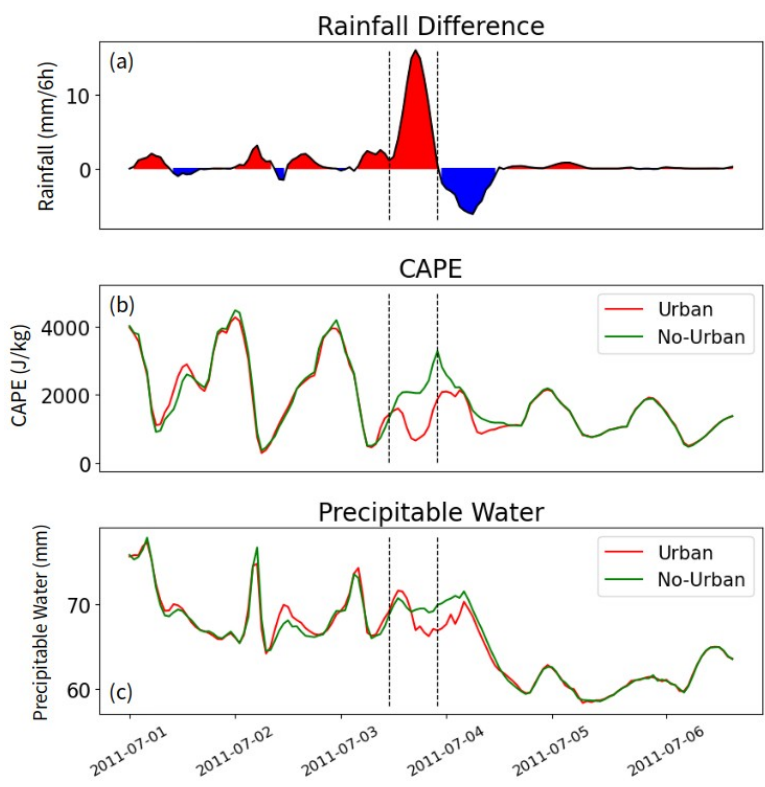 Rainfall Difference
(a)
Rainfall (mm/6h)
10
0
CAPE
(b)
CAPE (J/kg)
4000
2000
0
Urban
No-Urban
Precipitable Water
Precipitable Water (mm)
70
60
Urban
No-Urban
(c)
2011-07-01
2011-07-02
2011-07-03
2011-07-04
2011-07-05
2011-07-06